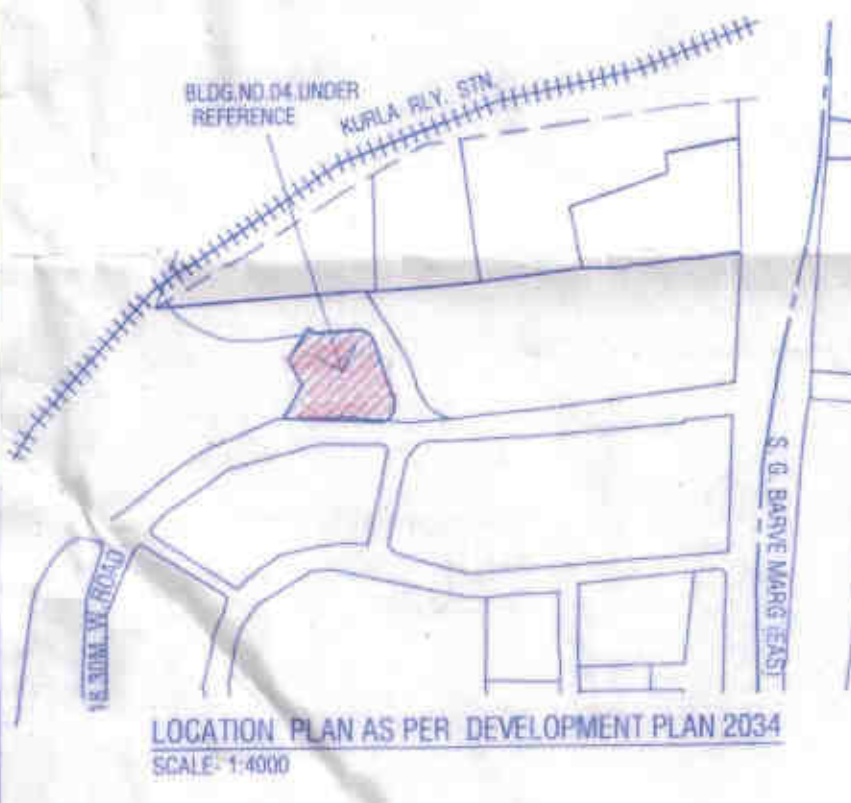 BLDG.NO.04 UNDER
REFERENCE
KURLA RLY. STN.
S. G. BARVE MARG (EAST
18.30M. W. ROAD
LOCATION PLAN AS PER DEVELOPMENT PLAN 2034
SCALE- 1:4000